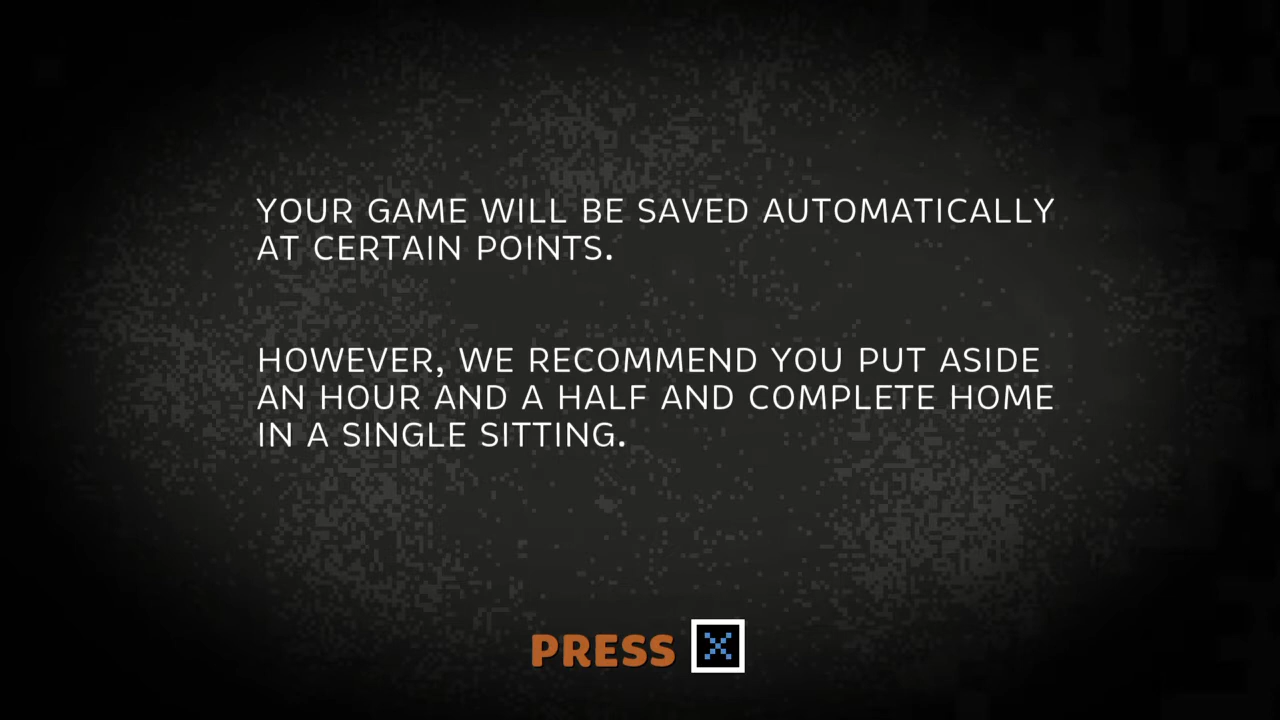 YOUR GAME WILL BE SAVED AUTOMATICALLY
AT CERTAIN POINTS.
HOWEVER, WE RECOMMEND YOU PUT ASIDE
AN HOUR AND A HALF AND COMPLETE HOME
IN A SINGLE SITTING.
PRESS X